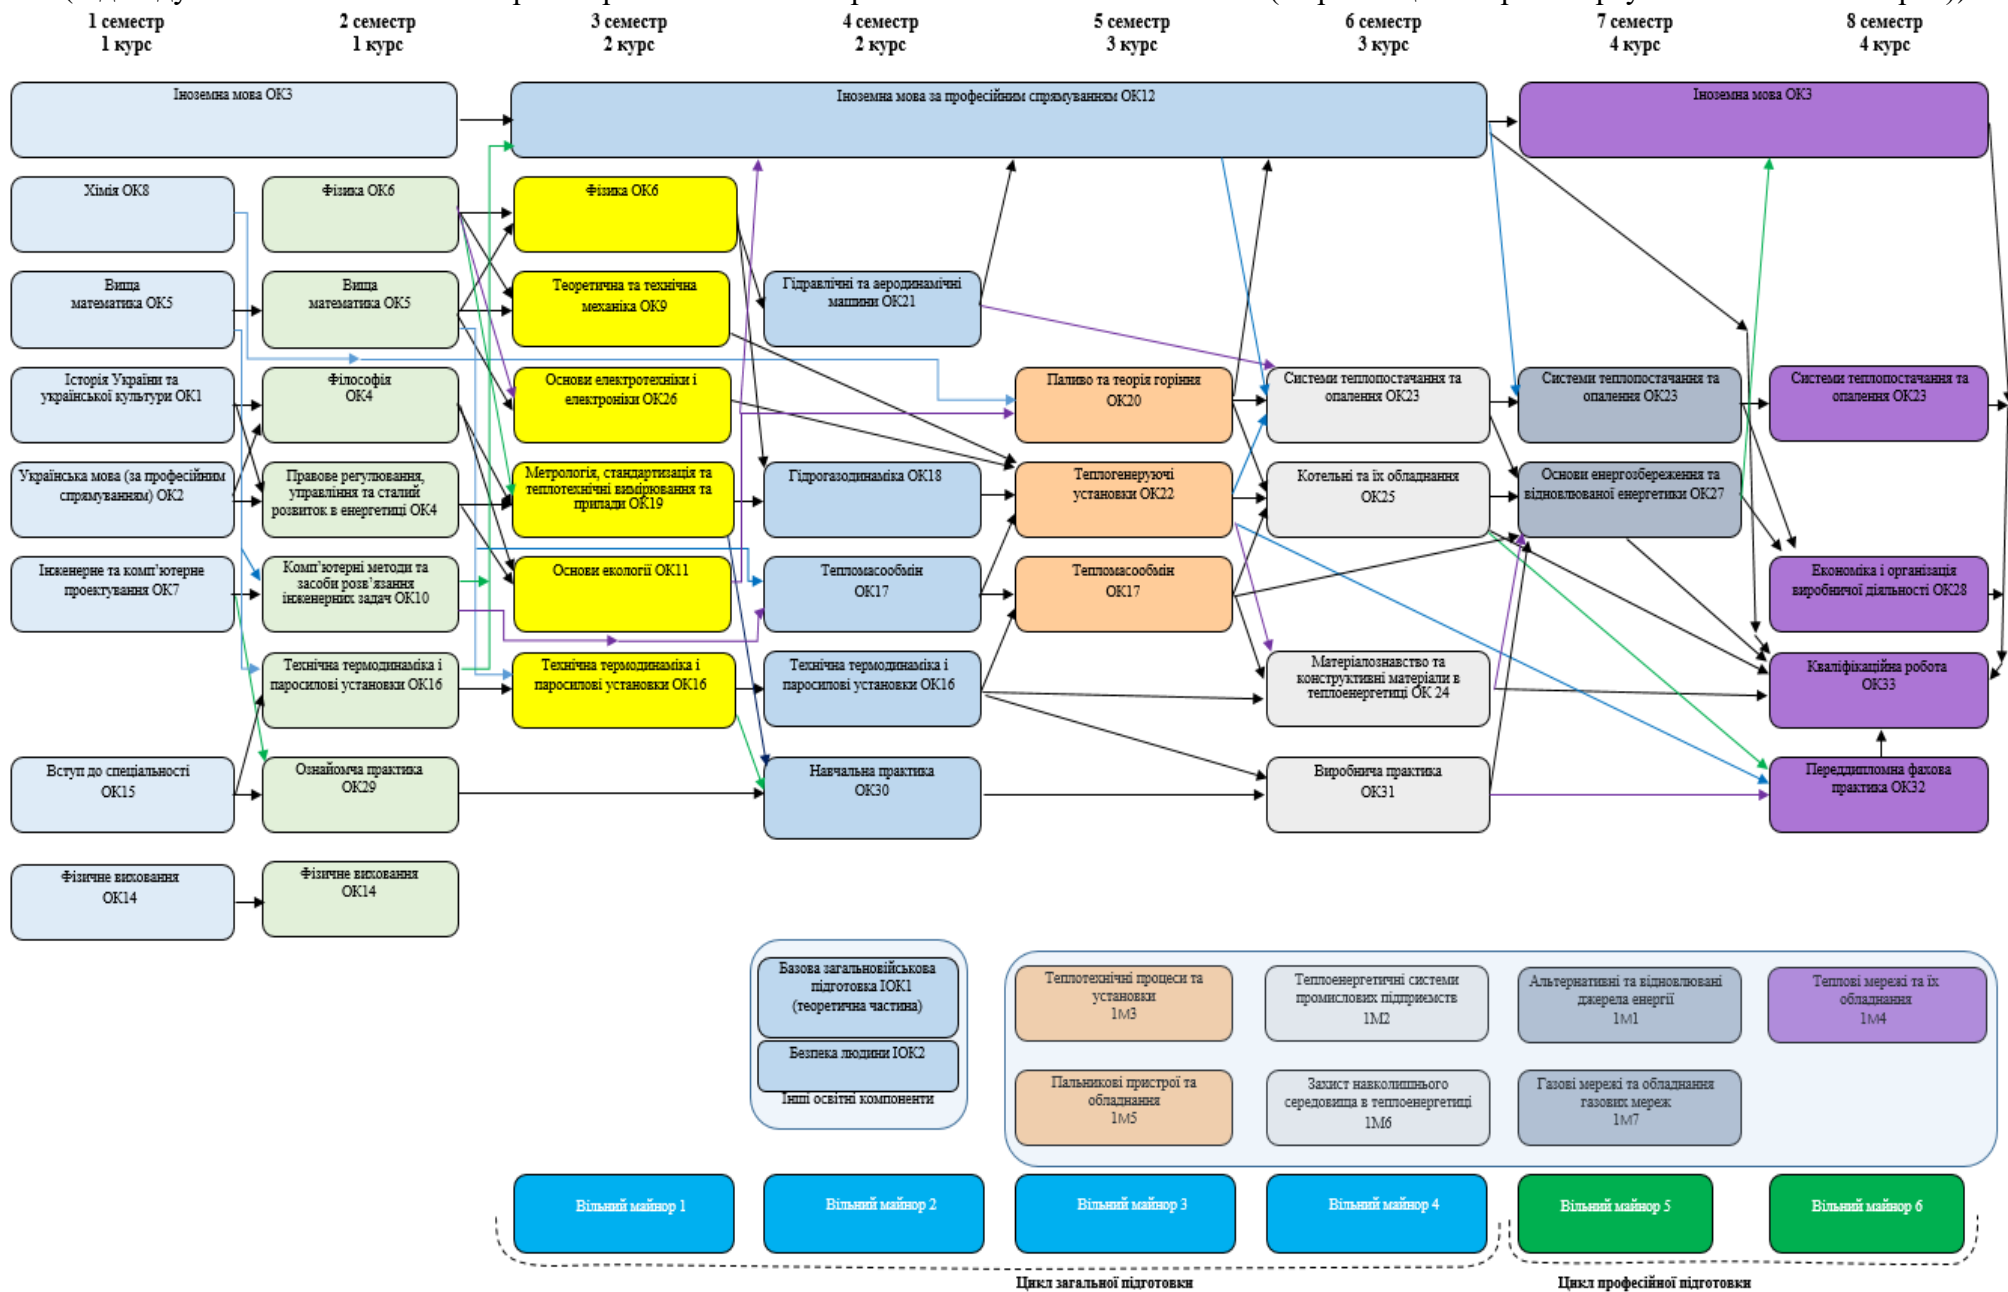 1 семестр
1 курс
2 семестр
1 курс
3 семестр
2 курс
4 семестр
2 курс
5 семестр
3 курс
6 семестр
3 курс
7 семестр
4 курс
8 семестр
4 курс
Іноземна мова ОК3
Іноземна мова за професійним спрямуванням ОК12
Іноземна мова ОК3
Хімія ОК8
Фізика ОК6
Фізика ОК6
Вища
математика ОК5
Вища
математика ОК5
Теоретична та технічна
механіка ОК9
Гідравлічні та аеродинамічні
машини ОК21
Історія України та
української культури ОК1
Філософія
ОК4
Основи електротехніки і
електроніки ОК26
Паливо та теорія горіння
ОК20
Системи теплопостачання та
опалення ОК23
Системи теплопостачання та
опалення ОК23
Системи теплопостачання та
опалення ОК23
Українська мова (за професійним
спрямуванням) ОК2
Правове регулювання,
управління та сталий
розвиток в енергетиці ОК4
Метрологія, стандартизація та
теплотехнічні вимірювання та
прилади ОК19
Гідрогазодинаміка ОК18
Теплогенеруючі
установки ОК22
Котельні та їх обладнання
ОК25
Основи енергозбереження та
відновлюваної енергетики ОК27
Інженерне та комп’ютерне
проектування ОК7
Комп’ютерні методи та
засоби розв’язання
інженерних задач ОК10
Основи екології ОК11
Тепломасообмін
ОК17
Тепломасообмін
ОК17
Економіка і організація
виробничої діяльності ОК28
Технічна термодинаміка і
паросилові установки ОК16
Технічна термодинаміка і
паросилові установки ОК16
Технічна термодинаміка і
паросилові установки ОК16
Матеріалознавство та
конструктивні матеріали в
теплоенергетиці ОК 24
Кваліфікаційна робота
ОК33
Вступ до спеціальності
ОК15
Ознайомча практика
ОК29
Навчальна практика
ОК30
Виробнича практика
ОК31
Переддипломна фахова
практика ОК32
Фізичне виховання
ОК14
Фізичне виховання
ОК14
Базова загальновійськова
підготовка ІОК1
(теоретична частина)
Безпека людини ІОК2
Інші освітні компоненти
Теплотехнічні процеси та
установки
1М3
Теплоенергетичні системи
промислових підприємств
1М2
Альтернативні та відновлювані
джерела енергії
1М1
Теплові мережі та їх
обладнання
1М4
Пальникові пристрої та
обладнання
1М5
Захист навколишнього
середовища в теплоенергетиці
1М6
Газові мережі та обладнання
газових мереж
1М7
Вільний майнор 1
Вільний майнор 2
Вільний майнор 3
Вільний майнор 4
Вільний майнор 5
Вільний майнор 6
Цикл загальної підготовки
Цикл професійної підготовки